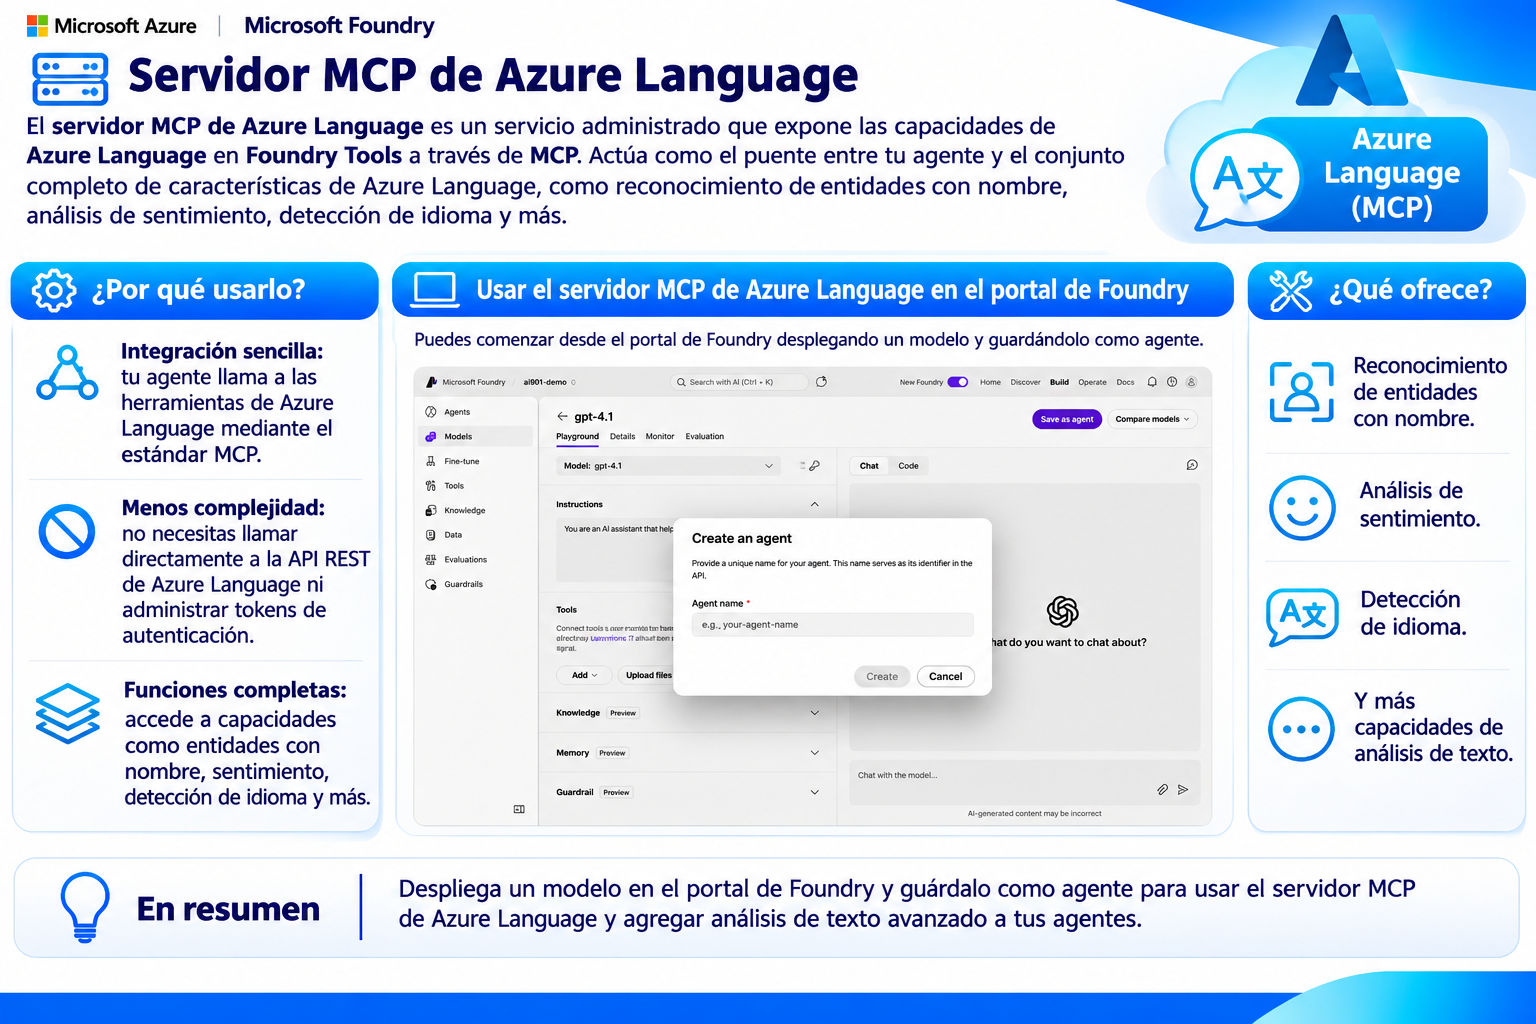 Microsoft Azure | Microsoft Foundry
Servidor MCP de Azure Language
El servidor MCP de Azure Language es un servicio administrado que expone las capacidades de
Azure Language en Foundry Tools a través de MCP. Actúa como el puente entre tu agente y el conjunto
completo de características de Azure Language, como reconocimiento de entidades con nombre,
análisis de sentimiento, detección de idioma y más.
A
A文
Azure
Language
(MCP)
¿Por qué usarlo?
Integración sencilla:
tu agente llama a las
herramientas de Azure
Language mediante el
estándar MCP.
Menos complejidad:
no necesitas llamar
directamente a la API REST
de Azure Language ni
administrar tokens de
autenticación.
Funciones completas:
accede a capacidades
como entidades con
nombre, sentimiento,
detección de idioma y más.
Usar el servidor MCP de Azure Language en el portal de Foundry
Puedes comenzar desde el portal de Foundry desplegando un modelo y guardándolo como agente.
Microsoft Foundry / ai901-demo
Search with AI (Ctrl + K)
New Foundry
Home
Discover
Build
Operate
Docs
Agents
Models
Fine-tune
Tools
Knowledge
Data
Evaluations
Guardrails
gpt-4.1
Save as agent
Compare models
Playground
Details
Monitor
Evaluation
Model: gpt-4.1
Instructions
You are an AI assistant that help
Tools
Connect tools
Add
Upload files
Knowledge Preview
Memory Preview
Guardrail Preview
Chat
Code
hat do you want to chat about?
Chat with the model...
AI-generated content may be incorrect
Create an agent
Provide a unique name for your agent. This name serves as its identifier in the
API.
Agent name *
e.g., your-agent-name
Create
Cancel
¿Qué ofrece?
Reconocimiento
de entidades
con nombre.
Análisis de
sentimiento.
A文
Detección
de idioma.
Y más
capacidades de
análisis de texto.
En resumen
Despliega un modelo en el portal de Foundry y guárdalo como agente para usar el servidor MCP
de Azure Language y agregar análisis de texto avanzado a tus agentes.